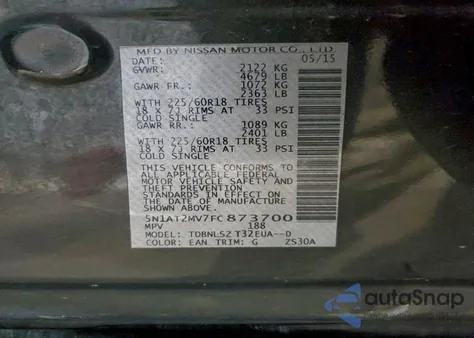 MFD BY NISSAN MOTOR CO., LTD.
DATE: 05/15
GVWR: 2122 KG
4679 LB
GAWR FR.: 1072 KG
2363 LB
WITH 225/60R18 TIRES
18 x 7J RIMS AT 33 PSI
COLD SINGLE
GAWR RR.: 1089 KG
2401 LB
WITH 225/60R18 TIRES
18 x 7J RIMS AT 33 PSI
COLD SINGLE
THIS VEHICLE CONFORMS TO
ALL APPLICABLE FEDERAL
MOTOR VEHICLE SAFETY AND
THEFT PREVENTION
STANDARDS IN EFFECT ON
THE DATE OF MANUFACTURE
SHOWN ABOVE.
5N1AT2MV7FC873700
MPV 188
MODEL: TDBNLSZ T32EUA--D
COLOR: EAN TRIM: G ZS30A
autoSnap